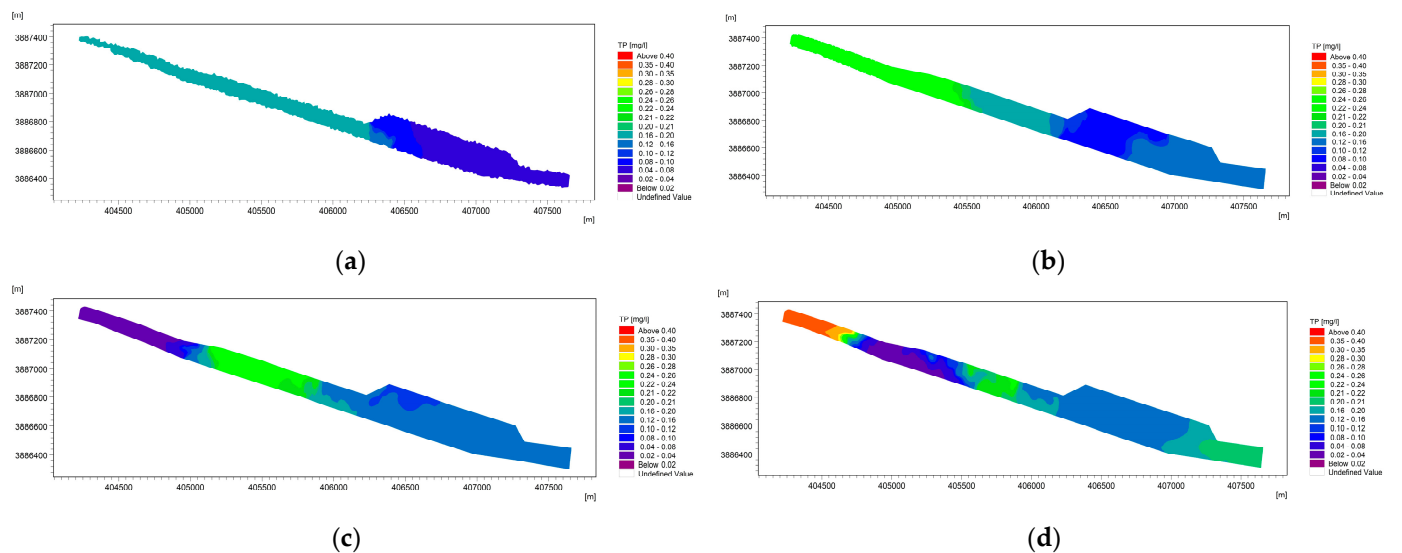 [m]
3887400
3887200
3887000
3886800
3886600
3886400
404500 405000 405500 406000 406500 407000 407500
[m]
TP [mg/l]
Above 0.40
0.35 - 0.40
0.30 - 0.35
0.28 - 0.30
0.26 - 0.28
0.24 - 0.26
0.22 - 0.24
0.21 - 0.22
0.20 - 0.21
0.16 - 0.20
0.12 - 0.16
0.10 - 0.12
0.08 - 0.10
0.04 - 0.08
0.02 - 0.04
Below 0.02
Undefined Value
(a)
[m]
3887400
3887200
3887000
3886800
3886600
3886400
404500 405000 405500 406000 406500 407000 407500
[m]
TP [mg/l]
Above 0.40
0.35 - 0.40
0.30 - 0.35
0.28 - 0.30
0.26 - 0.28
0.24 - 0.26
0.22 - 0.24
0.21 - 0.22
0.20 - 0.21
0.16 - 0.20
0.12 - 0.16
0.10 - 0.12
0.08 - 0.10
0.04 - 0.08
0.02 - 0.04
Below 0.02
Undefined Value
(b)
[m]
3887400
3887200
3887000
3886800
3886600
3886400
404500 405000 405500 406000 406500 407000 407500
[m]
TP [mg/l]
Above 0.40
0.35 - 0.40
0.30 - 0.35
0.28 - 0.30
0.26 - 0.28
0.24 - 0.26
0.22 - 0.24
0.21 - 0.22
0.20 - 0.21
0.16 - 0.20
0.12 - 0.16
0.10 - 0.12
0.08 - 0.10
0.04 - 0.08
0.02 - 0.04
Below 0.02
Undefined Value
(c)
[m]
3887400
3887200
3887000
3886800
3886600
3886400
404500 405000 405500 406000 406500 407000 407500
[m]
TP [mg/l]
Above 0.40
0.35 - 0.40
0.30 - 0.35
0.28 - 0.30
0.26 - 0.28
0.24 - 0.26
0.22 - 0.24
0.21 - 0.22
0.20 - 0.21
0.16 - 0.20
0.12 - 0.16
0.10 - 0.12
0.08 - 0.10
0.04 - 0.08
0.02 - 0.04
Below 0.02
Undefined Value
(d)